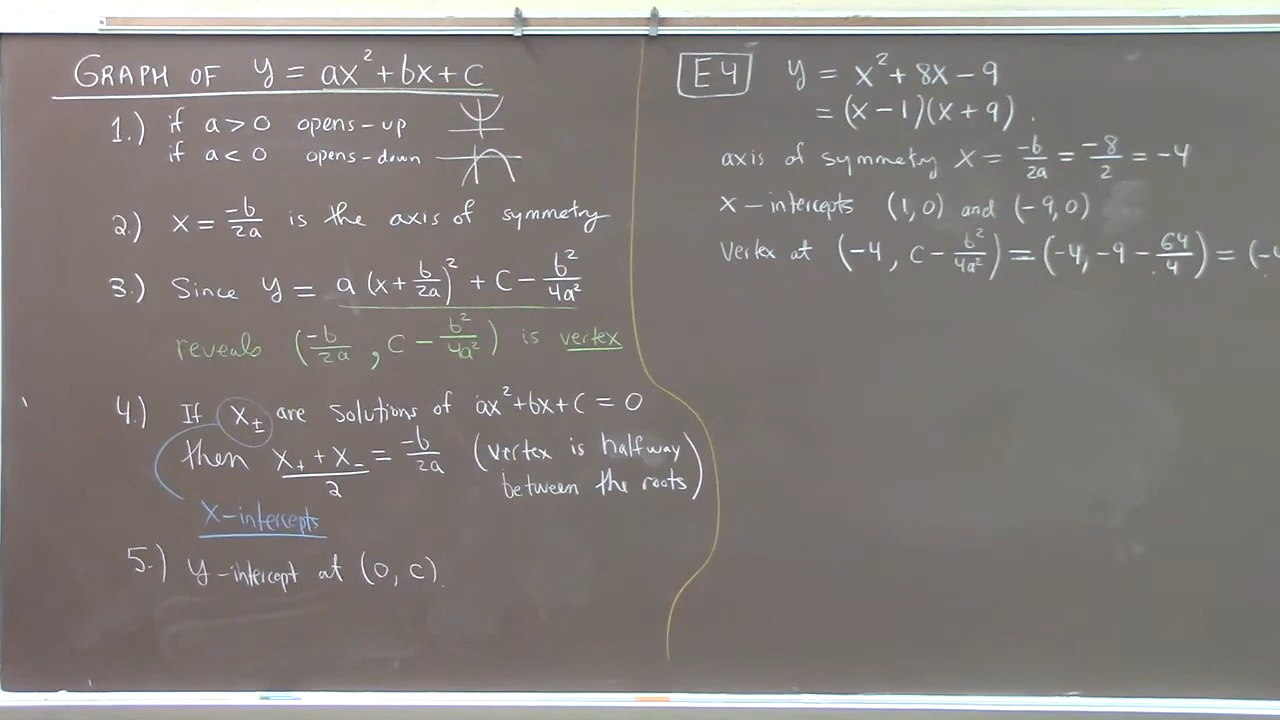 GRAPH OF y = ax² + bx + c
1.) if a > 0 opens-up
if a < 0 opens-down
2.) x = -b/2a is the axis of symmetry
3.) Since y = a(x + b/2a)² + c - b²/4a²
reveals (-b/2a, c - b²/4a²) is vertex
4.) If x± are solutions of ax² + bx + c = 0
then (x₊ + x₋)/2 = -b/2a (vertex is halfway
between the roots)
x-intercepts
5.) y-intercept at (0, c).
E4 y = x² + 8x - 9
= (x - 1)(x + 9).
axis of symmetry x = -b/2a = -8/2 = -4
x-intercepts (1,0) and (-9,0)
Vertex at (-4, c - b²/4a²) = (-4, -9 - 64/4) = (-4